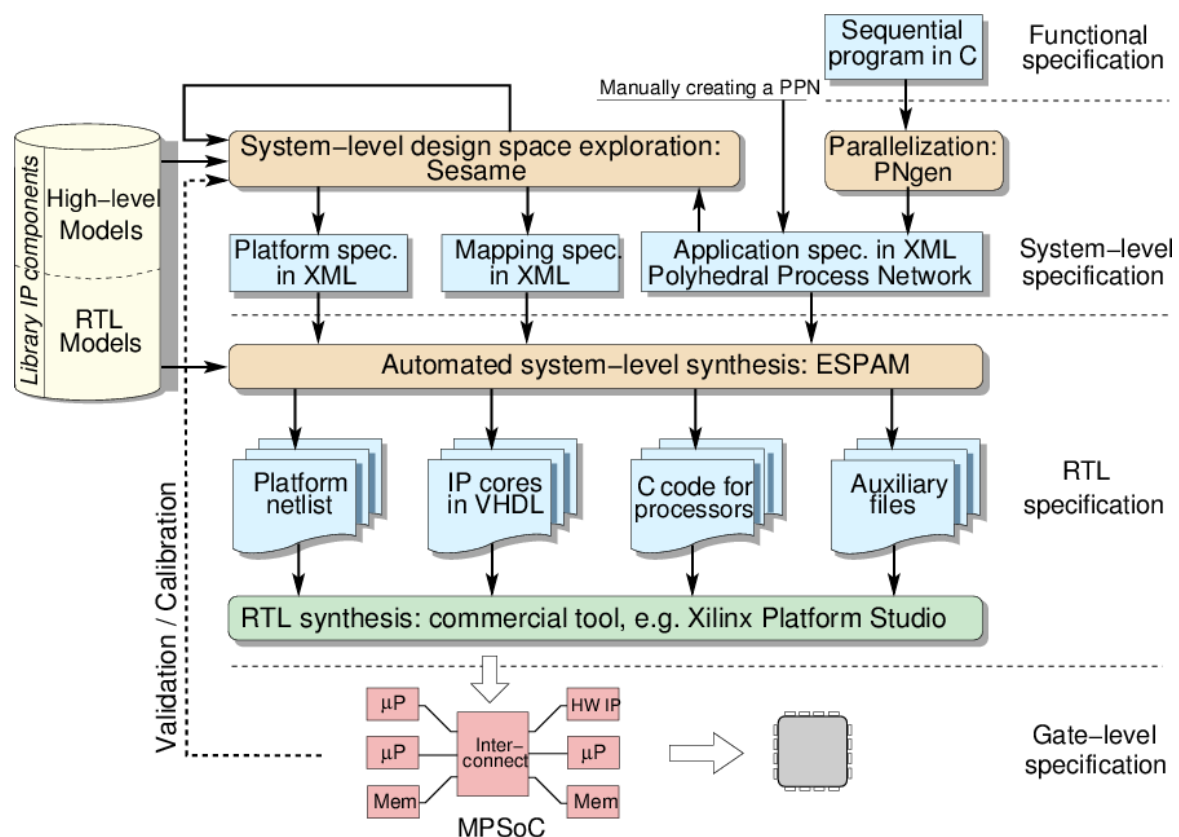 Sequential
program in C
Functional
specification
Manually creating a PPN
Library IP components
High-level
Models
RTL
Models
System-level design space exploration:
Sesame
Parallelization:
PNgen
Platform spec.
in XML
Mapping spec.
in XML
Application spec. in XML
Polyhedral Process Network
System-level
specification
Automated system-level synthesis: ESPAM
Platform
netlist
IP cores
in VHDL
C code for
processors
Auxiliary
files
RTL
specification
RTL synthesis: commercial tool, e.g. Xilinx Platform Studio
Validation / Calibration
μP
μP
Mem
Inter-
connect
HW IP
μP
Mem
MPSoC
Gate-level
specification